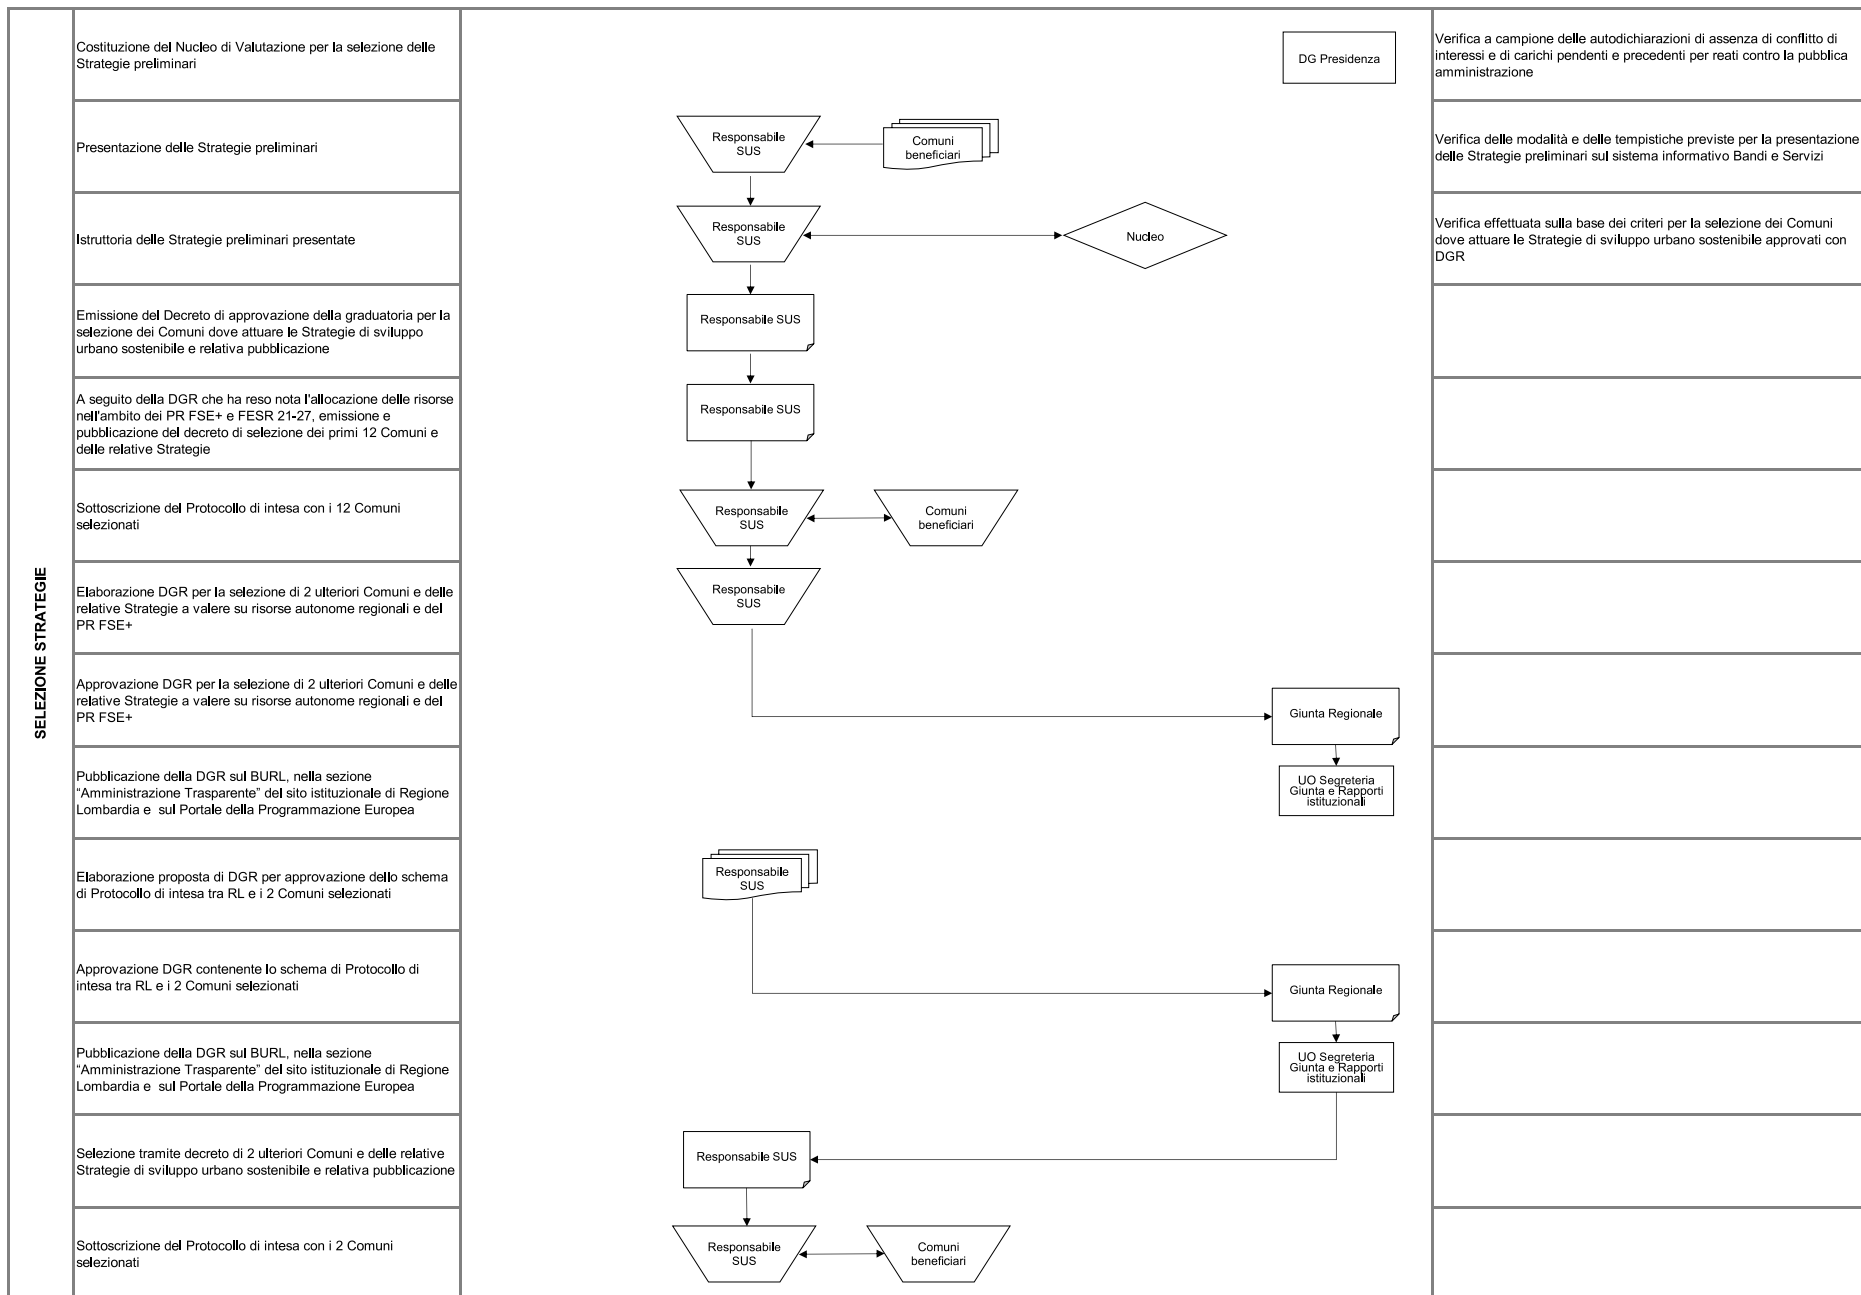 SELEZIONE STRATEGIE
Costituzione del Nucleo di Valutazione per la selezione delle
Strategie preliminari
DG Presidenza
Verifica a campione delle autodichiarazioni di assenza di conflitto di
interessi e di carichi pendenti e precedenti per reati contro la pubblica
amministrazione
Presentazione delle Strategie preliminari
Responsabile
SUS
Comuni
beneficiari
Verifica delle modalità e delle tempistiche previste per la presentazione
delle Strategie preliminari sul sistema informativo Bandi e Servizi
Istruttoria delle Strategie preliminari presentate
Responsabile
SUS
Nucleo
Verifica effettuata sulla base dei criteri per la selezione dei Comuni
dove attuare le Strategie di sviluppo urbano sostenibile approvati con
DGR
Emissione del Decreto di approvazione della graduatoria per la
selezione dei Comuni dove attuare le Strategie di sviluppo
urbano sostenibile e relativa pubblicazione
Responsabile SUS
A seguito della DGR che ha reso nota l'allocazione delle risorse
nell'ambito dei PR FSE+ e FESR 21-27, emissione e
pubblicazione del decreto di selezione dei primi 12 Comuni e
delle relative Strategie
Responsabile SUS
Sottoscrizione del Protocollo di intesa con i 12 Comuni
selezionati
Responsabile
SUS
Comuni
beneficiari
Elaborazione DGR per la selezione di 2 ulteriori Comuni e delle
relative Strategie a valere su risorse autonome regionali e del
PR FSE+
Responsabile
SUS
Approvazione DGR per la selezione di 2 ulteriori Comuni e delle
relative Strategie a valere su risorse autonome regionali e del
PR FSE+
Giunta Regionale
Pubblicazione della DGR sul BURL, nella sezione
“Amministrazione Trasparente” del sito istituzionale di Regione
Lombardia e  sul Portale della Programmazione Europea
UO Segreteria
Giunta e Rapporti
istituzionali
Elaborazione proposta di DGR per approvazione dello schema
di Protocollo di intesa tra RL e i 2 Comuni selezionati
Responsabile
SUS
Approvazione DGR contenente lo schema di Protocollo di
intesa tra RL e i 2 Comuni selezionati
Giunta Regionale
Pubblicazione della DGR sul BURL, nella sezione
“Amministrazione Trasparente” del sito istituzionale di Regione
Lombardia e  sul Portale della Programmazione Europea
UO Segreteria
Giunta e Rapporti
istituzionali
Selezione tramite decreto di 2 ulteriori Comuni e delle relative
Strategie di sviluppo urbano sostenibile e relativa pubblicazione
Responsabile SUS
Sottoscrizione del Protocollo di intesa con i 2 Comuni
selezionati
Responsabile
SUS
Comuni
beneficiari